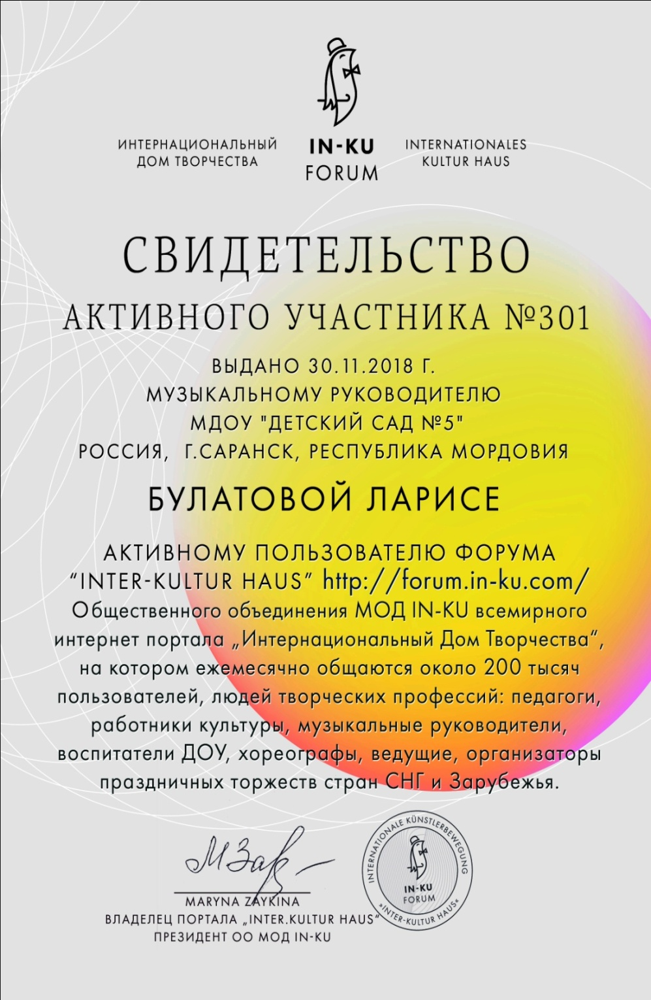 ИНТЕРНАЦИОНАЛЬНЫЙ
ДОМ ТВОРЧЕСТВА
IN-KU
FORUM
INTERNATIONALES
KULTUR HAUS
СВИДЕТЕЛЬСТВО
АКТИВНОГО УЧАСТНИКА №301
ВЫДАНО 30.11.2018 Г.
МУЗЫКАЛЬНОМУ РУКОВОДИТЕЛЮ
МДОУ "ДЕТСКИЙ САД №5"
РОССИЯ, Г.САРАНСК, РЕСПУБЛИКА МОРДОВИЯ
БУЛАТОВОЙ ЛАРИСЕ
АКТИВНОМУ ПОЛЬЗОВАТЕЛЮ ФОРУМА
“INTER-KULTUR HAUS” http://forum.in-ku.com/
Общественного объединения МОД IN-KU всемирного
интернет портала „Интернациональный Дом Творчества“,
на котором ежемесячно общаются около 200 тысяч
пользователей, людей творческих профессий: педагоги,
работники культуры, музыкальные руководители,
воспитатели ДОУ, хореографы, ведущие, организаторы
праздничных торжеств стран СНГ и Зарубежья.
MARYNA ZAYKINA
ВЛАДЕЛЕЦ ПОРТАЛА „INTER.KULTUR HAUS“
ПРЕЗИДЕНТ ОО МОД IN-KU
INTERNATIONALE KÜNSTLERBEWEGUNG
IN-KU
FORUM
»INTER-KULTUR HAUS«